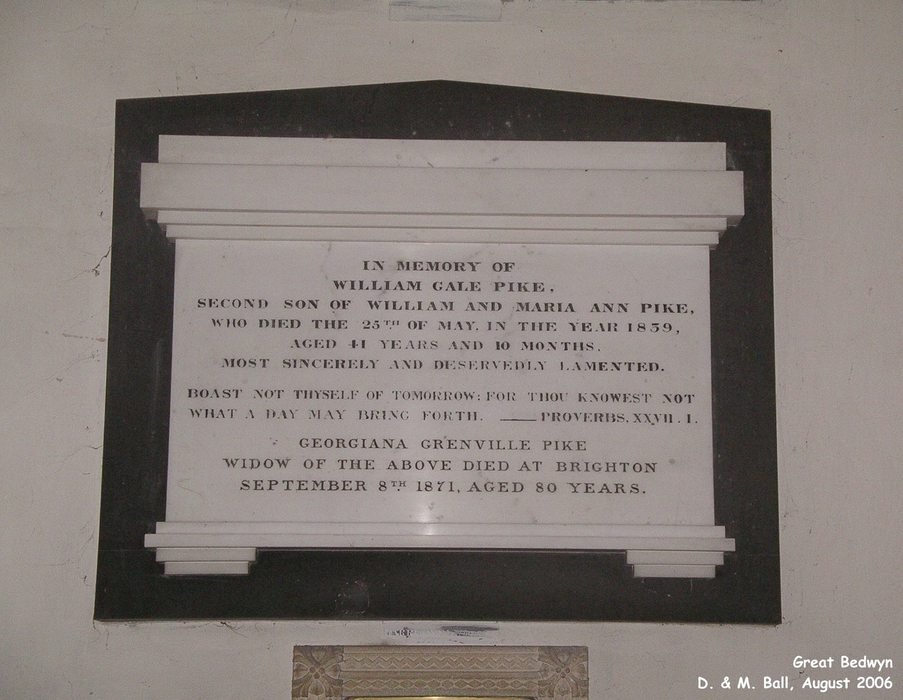 IN MEMORY OF
WILLIAM GALE PIKE,
SECOND SON OF WILLIAM AND MARIA ANN PIKE,
WHO DIED THE 25TH OF MAY, IN THE YEAR 1839,
AGED 41 YEARS AND 10 MONTHS,
MOST SINCERELY AND DESERVEDLY LAMENTED.
BOAST NOT THYSELF OF TOMORROW; FOR THOU KNOWEST NOT
WHAT A DAY MAY BRING FORTH. ___ PROVERBS, XXVII. I.
GEORGIANA GRENVILLE PIKE
WIDOW OF THE ABOVE DIED AT BRIGHTON
SEPTEMBER 8TH 1871, AGED 80 YEARS.
Great Bedwyn
D. & M. Ball, August 2006